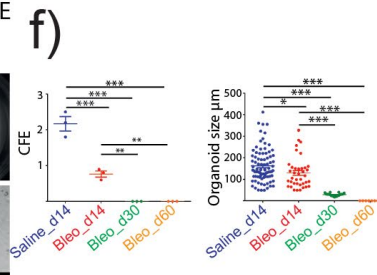 E
f)
***
***
***
**
**
3
2
1
CFE
Saline_d14
Bleo_d14
Bleo_d30
Bleo_d60
***
***
*
***
***
500
400
300
200
100
Organoid size µm
Saline_d14
Bleo_d14
Bleo_d30
Bleo_d60